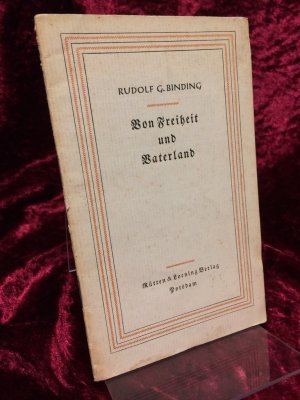 RUDOLF G. BINDING
Von Freiheit
und
Vaterland
Rütten & Loening Verlag
Potsdam